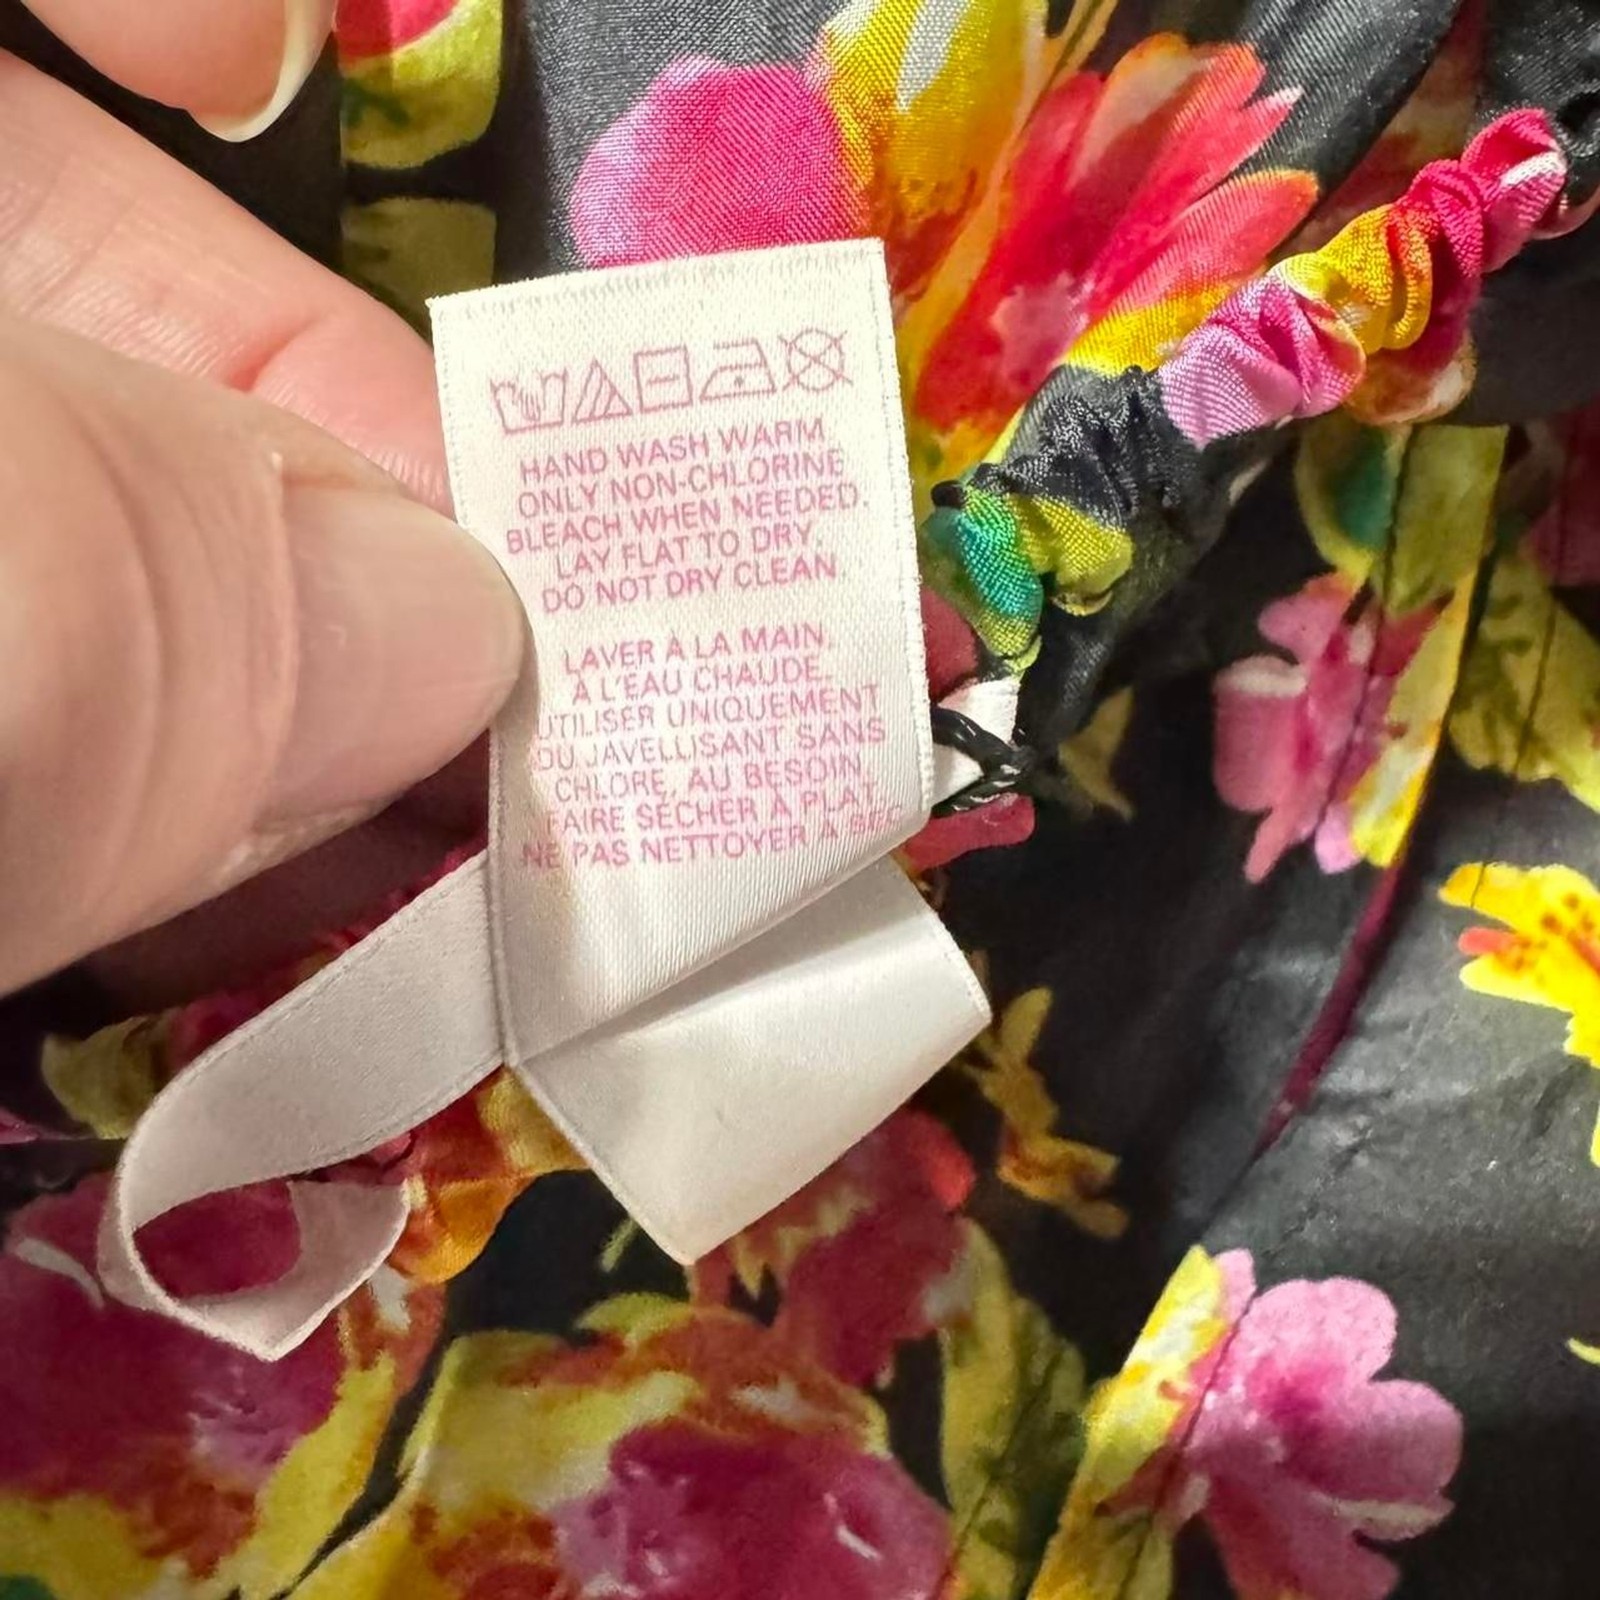 HAND WASH WARM
ONLY NON-CHLORINE
BLEACH WHEN NEEDED.
LAY FLAT TO DRY.
DO NOT DRY CLEAN
LAVER À LA MAIN.
À L'EAU CHAUDE.
UTILISER UNIQUEMENT
DU JAVELLISANT SANS
CHLORE, AU BESOIN.
FAIRE SÉCHER À PLAT
NE PAS NETTOYER À SEC